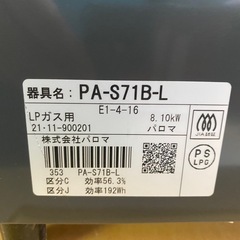 器具名: PA-S71B-L
E1-4-16
LPガス用 8.10kW
21·11-900201 パロマ
株式会社パロマ
JIA
PS
LPG
353 PA-S71B-L
区分C 効率56.3%
区分J 効率192Wh